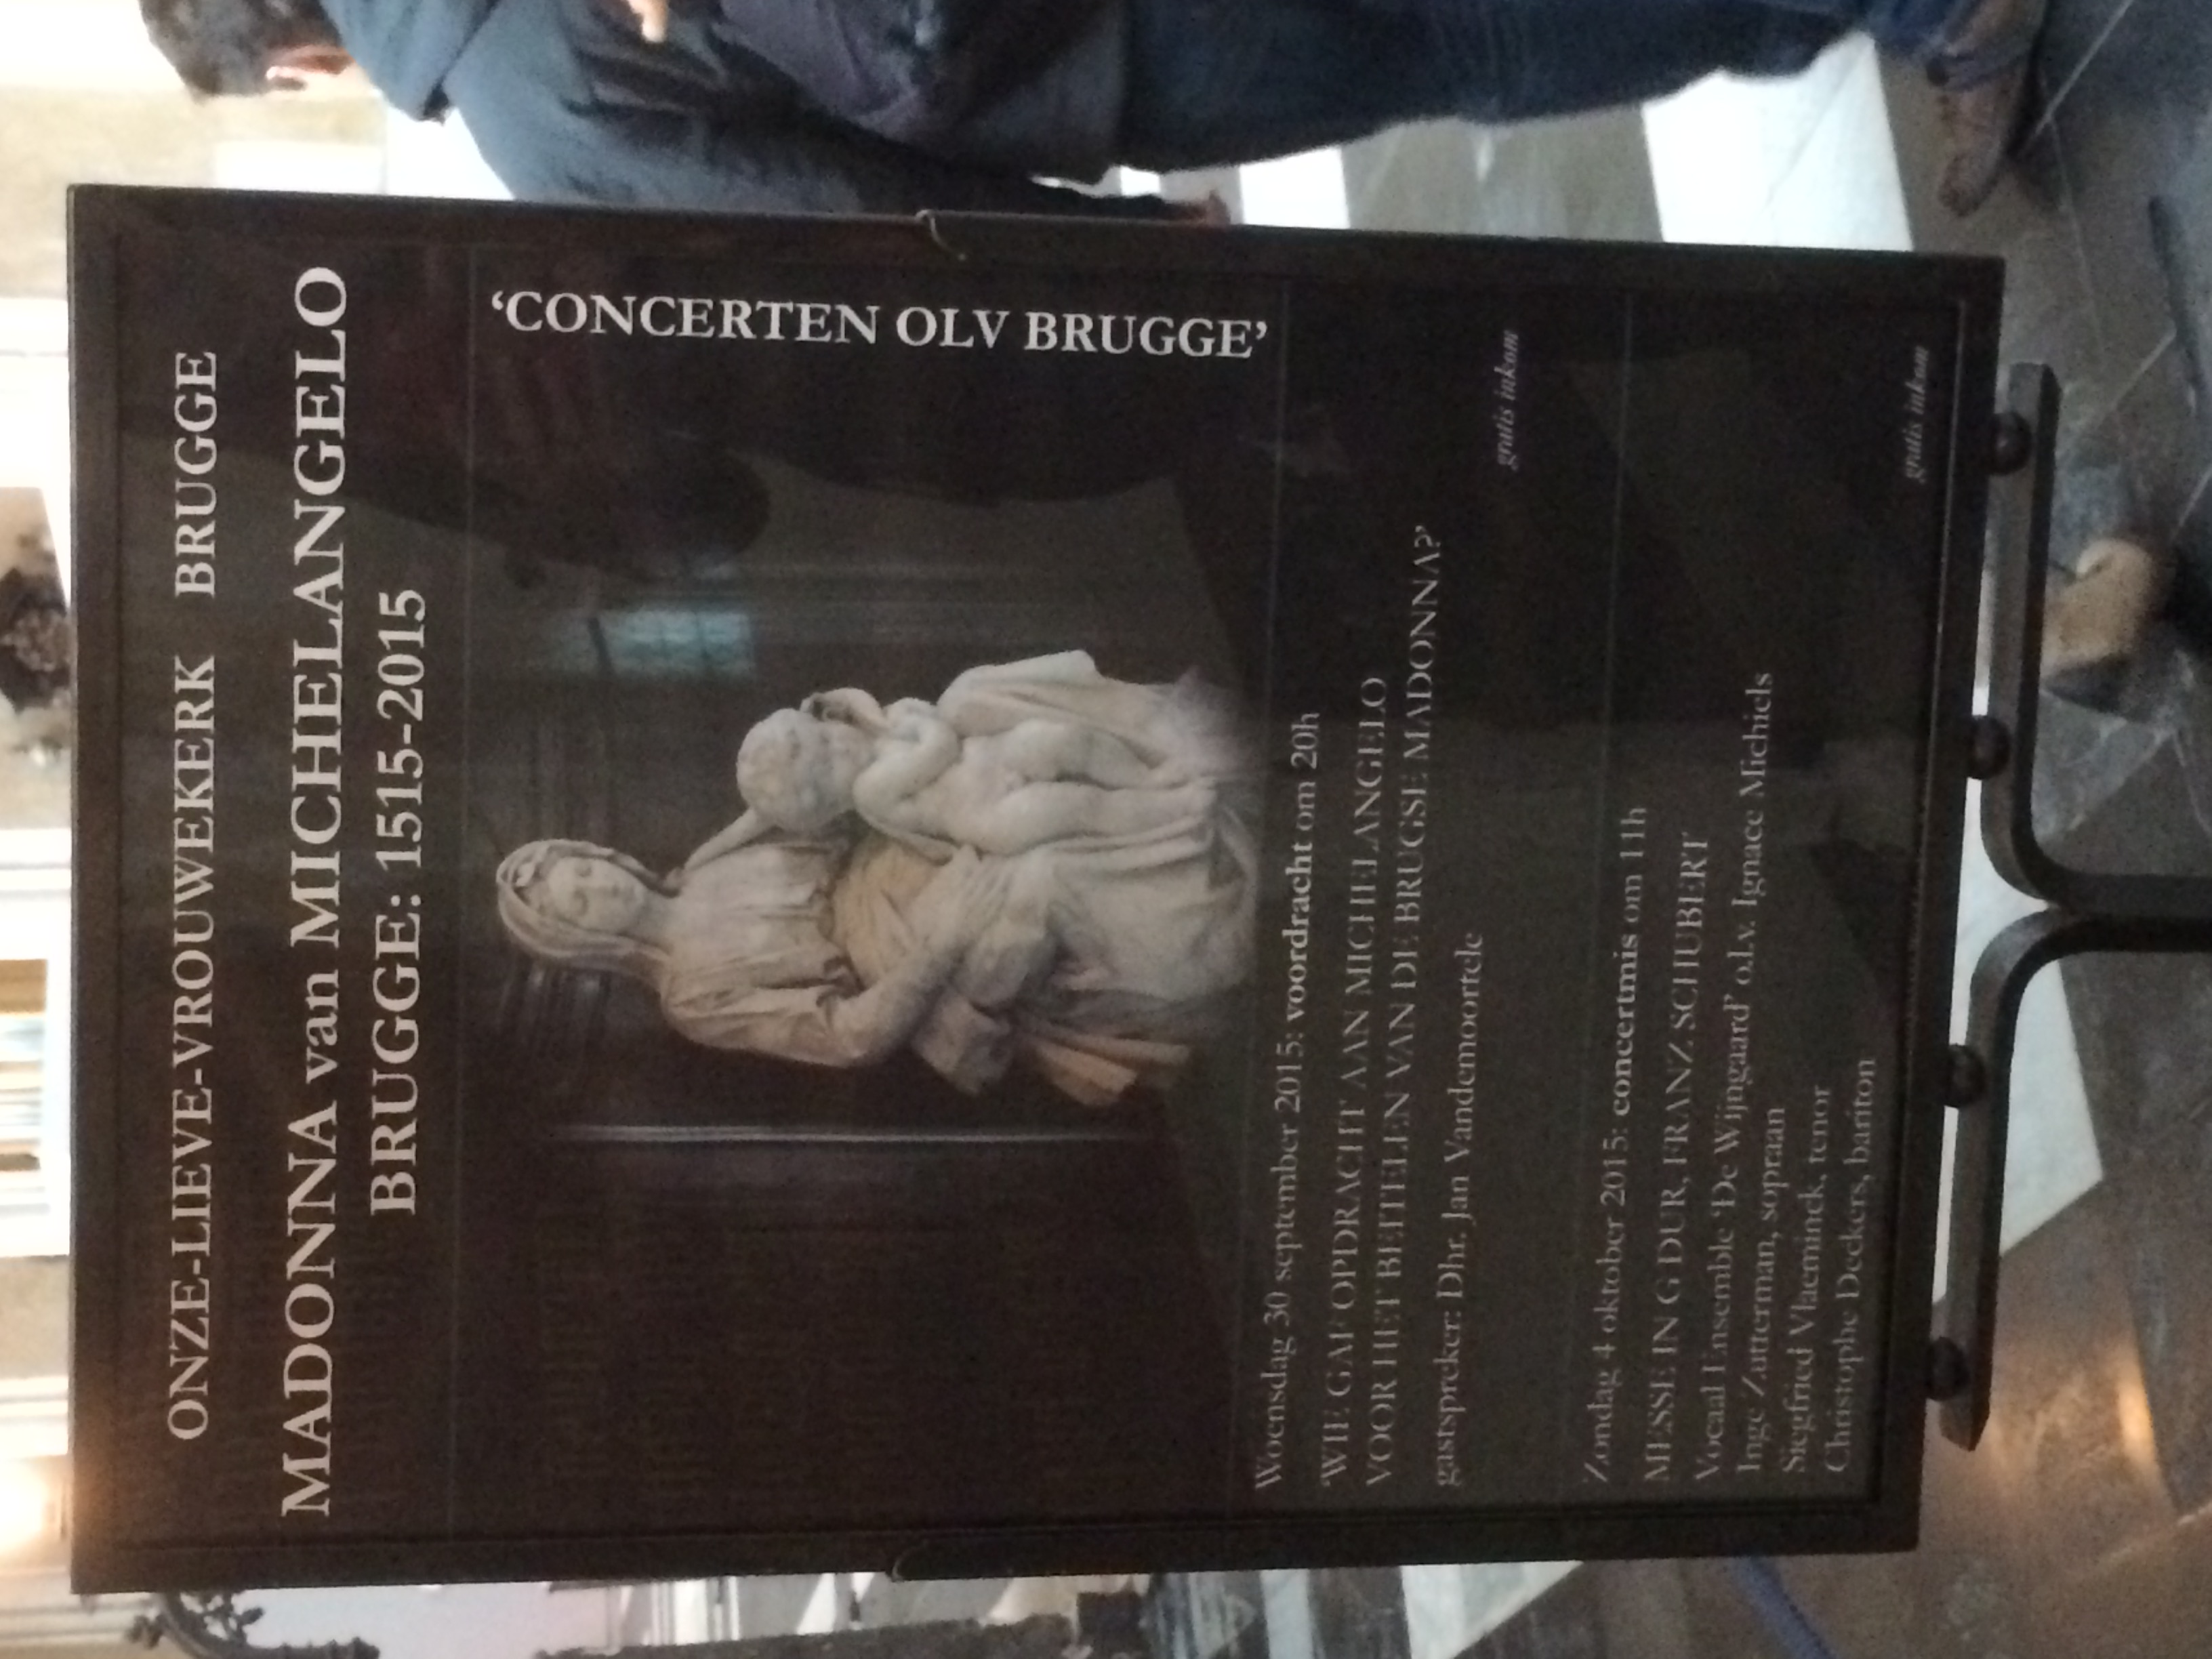 ONZE-LIEVE-VROUWEKERK BRUGGE
MADONNA van MICHELANGELO
BRUGGE: 1515-2015
‘CONCERTEN OLV BRUGGE’
Woensdag 30 september 2015: voordracht om 20h
‘WIE GAF OPDRACHT AAN MICHELANGELO
VOOR HET BEITELEN VAN DE BRUGSE MADONNA?’
gastspreker: Dhr. Jan Vandemoortele
gratis inkom
Zondag 4 oktober 2015: concertmis om 11h
MESSE IN G DUR, FRANZ SCHUBERT
Vocaal Ensemble ‘De Wijngaard’ o.l.v. Ignace Michiels
Inge Zutterman, sopraan
Siegfried Vlaeminck, tenor
Christophe Deckers, bariton
gratis inkom